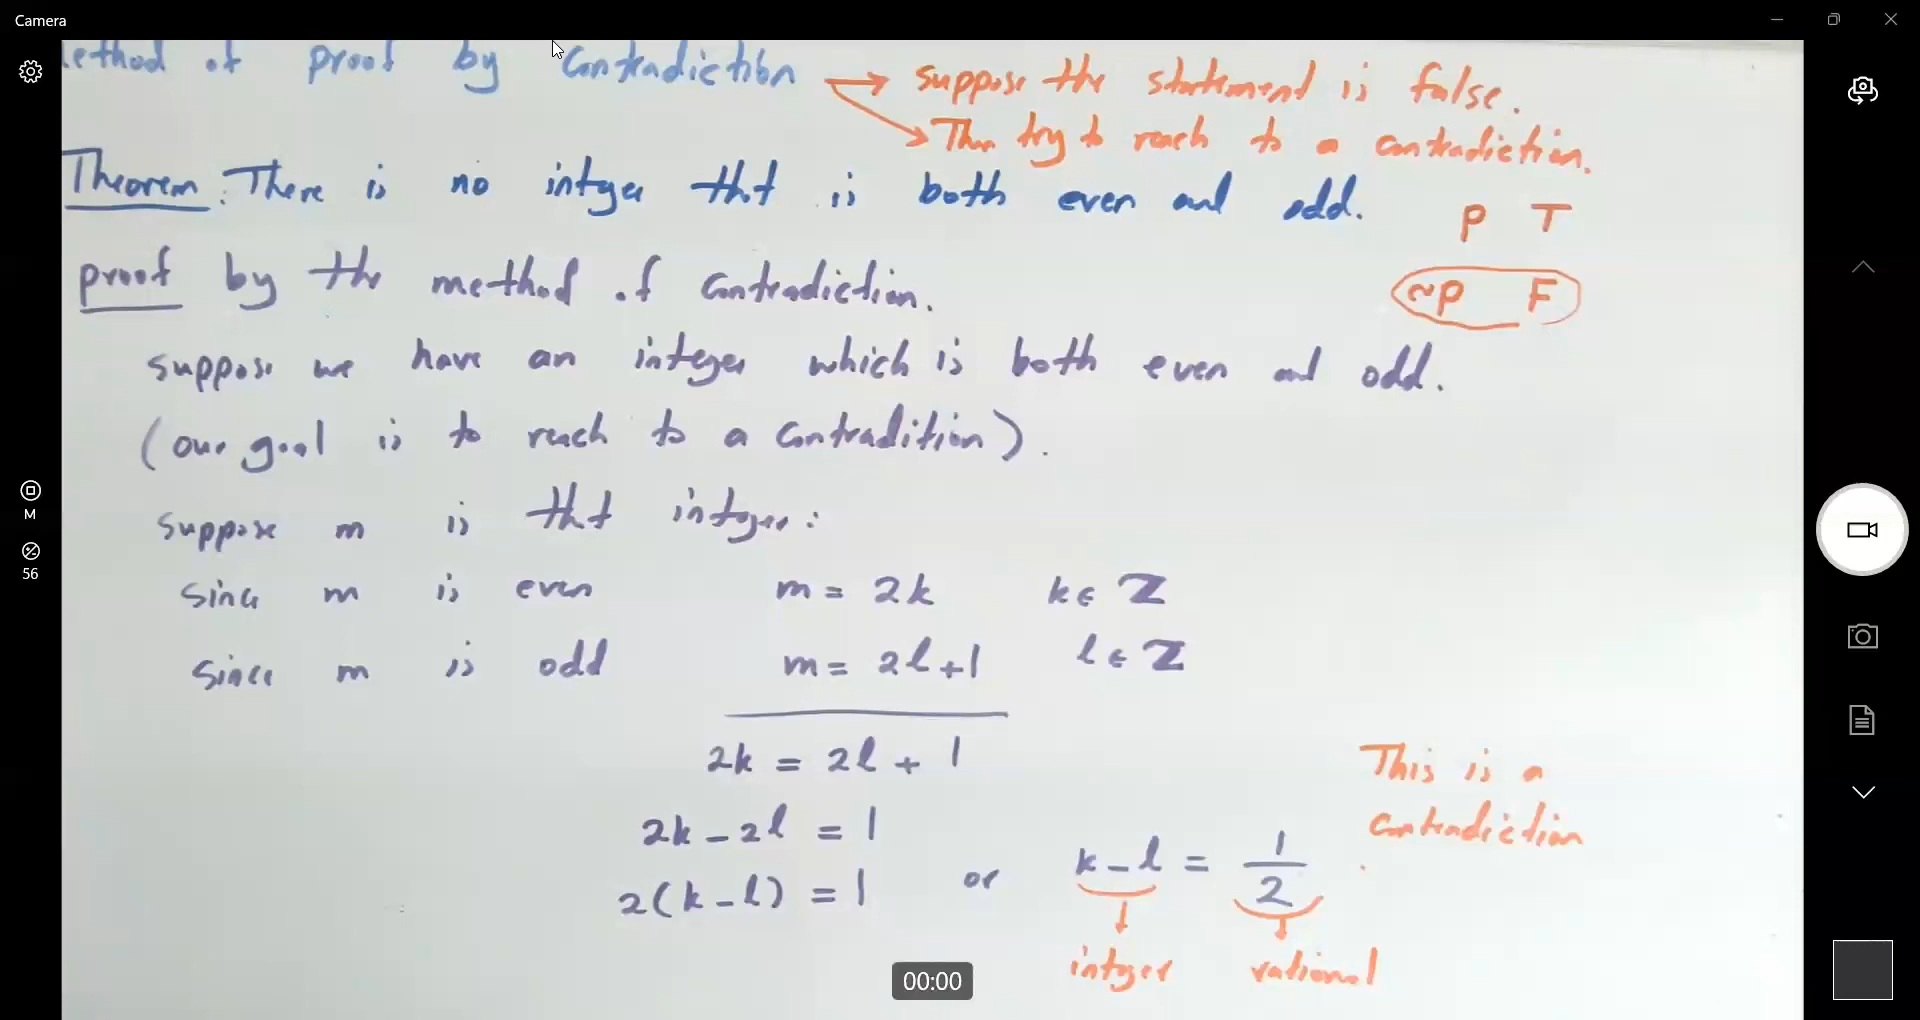 Camera
ethod of proof by Contradiction → suppose the statement is false.
→ Then try to reach to a contradiction.
Theorem: There is no integer that is both even and odd.
P T
proof by the method of Contradiction.
~P F
suppose we have an integer which is both even and odd.
(our goal is to reach to a Contradition).
suppose m is that integer:
since m is even m = 2k k ∈ ℤ
since m is odd m = 2l+1 l ∈ ℤ
2k = 2l + 1
2k - 2l = 1
2(k-l) = 1 or k-l = 1/2
This is a
Contradiction
integer rational
M
56
00:00